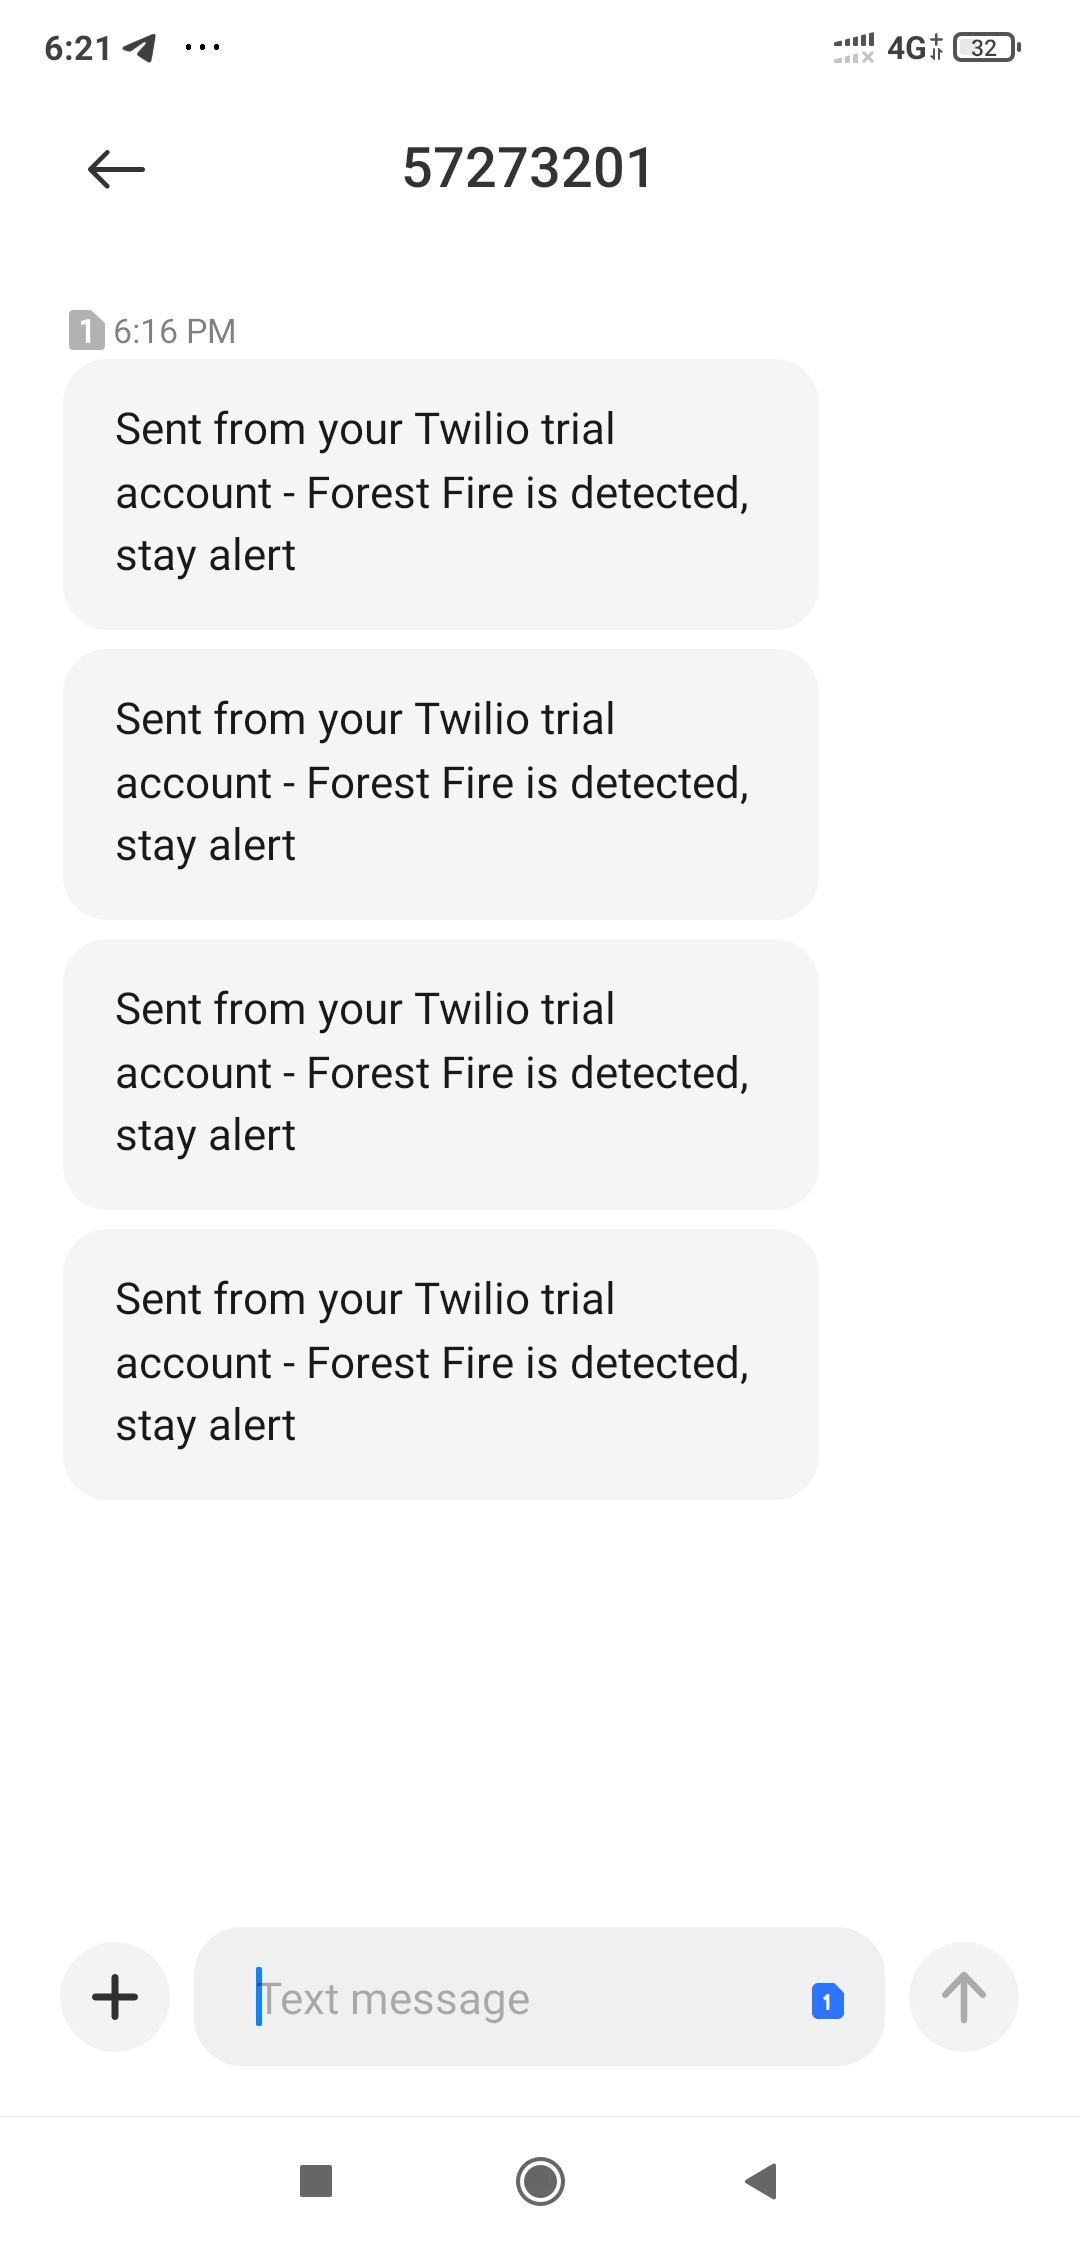 6:21 ... 4G 32
57273201
1 6:16 PM
Sent from your Twilio trial
account - Forest Fire is detected,
stay alert
Sent from your Twilio trial
account - Forest Fire is detected,
stay alert
Sent from your Twilio trial
account - Forest Fire is detected,
stay alert
Sent from your Twilio trial
account - Forest Fire is detected,
stay alert
Text message 1